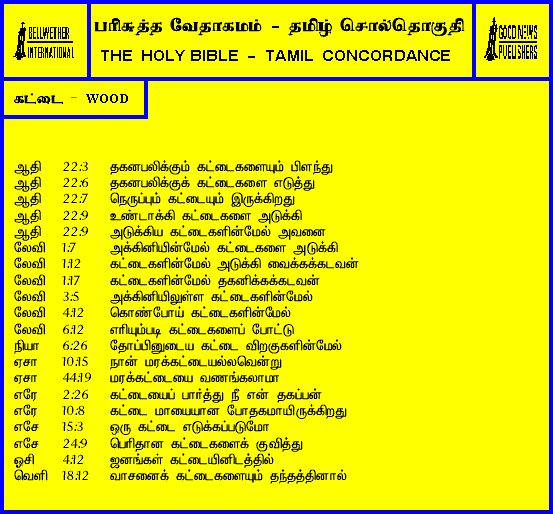 BELLWETHER
INTERNATIONAL
பரிசுத்த வேதாகமம் - தமிழ் சொல்தொகுதி
THE HOLY BIBLE - TAMIL CONCORDANCE
GOOD NEWS
PUBLISHERS
கட்டை - WOOD
ஆதி 22:3 தகனபலிக்கும் கட்டைகளையும் பிளந்து
ஆதி 22:6 தகனபலிக்குக் கட்டைகளை எடுத்து
ஆதி 22:7 நெருப்பும் கட்டையும் இருக்கிறது
ஆதி 22:9 உண்டாக்கி கட்டைகளை அடுக்கி
ஆதி 22:9 அடுக்கிய கட்டைகளின்மேல் அவனை
லேவி 1:7 அக்கினியின்மேல் கட்டைகளை அடுக்கி
லேவி 1:12 கட்டைகளின்மேல் அடுக்கி வைக்கக்கடவன்
லேவி 1:17 கட்டைகளின்மேல் தகனிக்கக்கடவன்
லேவி 3:5 அக்கினியிலுள்ள கட்டைகளின்மேல்
லேவி 4:12 கொண்போய் கட்டைகளின்மேல்
லேவி 6:12 எரியும்படி கட்டைகளைப் போட்டு
நியா 6:26 தோப்பினுடைய கட்டை விறகுகளின்மேல்
ஏசா 10:15 நான் மரக்கட்டையல்லவென்று
ஏசா 44:19 மரக்கட்டையை வணங்கலாமா
எரே 2:26 கட்டையைப் பார்த்து நீ என் தகப்பன்
எரே 10:8 கட்டை மாயையான போதகமாயிருக்கிறது
எசே 15:3 ஒரு கட்டை எடுக்கப்படுமோ
எசே 24:9 பெரிதான கட்டைகளைக் குவித்து
ஓசி 4:12 ஜனங்கள் கட்டையினிடத்தில்
வெளி 18:12 வாசனைக் கட்டைகளையும் தந்தத்தினால்